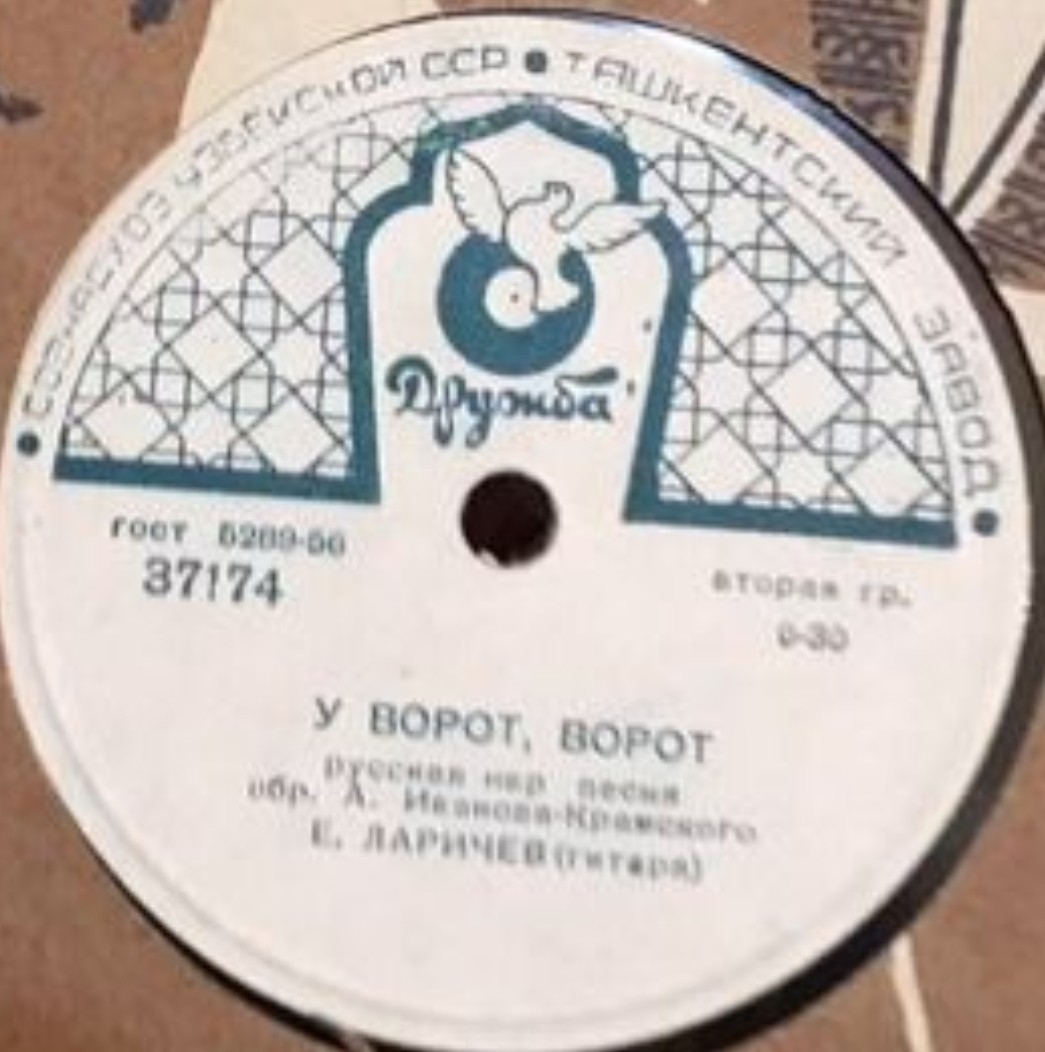 СОВНАРХОЗ УЗБЕКСКОЙ ССР • ТАШКЕНТСКИЙ ЗАВОД
Дружба
ГОСТ 5289-56
37174
вторая гр.
0-30
У ВОРОТ, ВОРОТ
русская нар песня
обр. А. Иванова-Крамского
Е. ЛАРИЧЕВ (гитара)